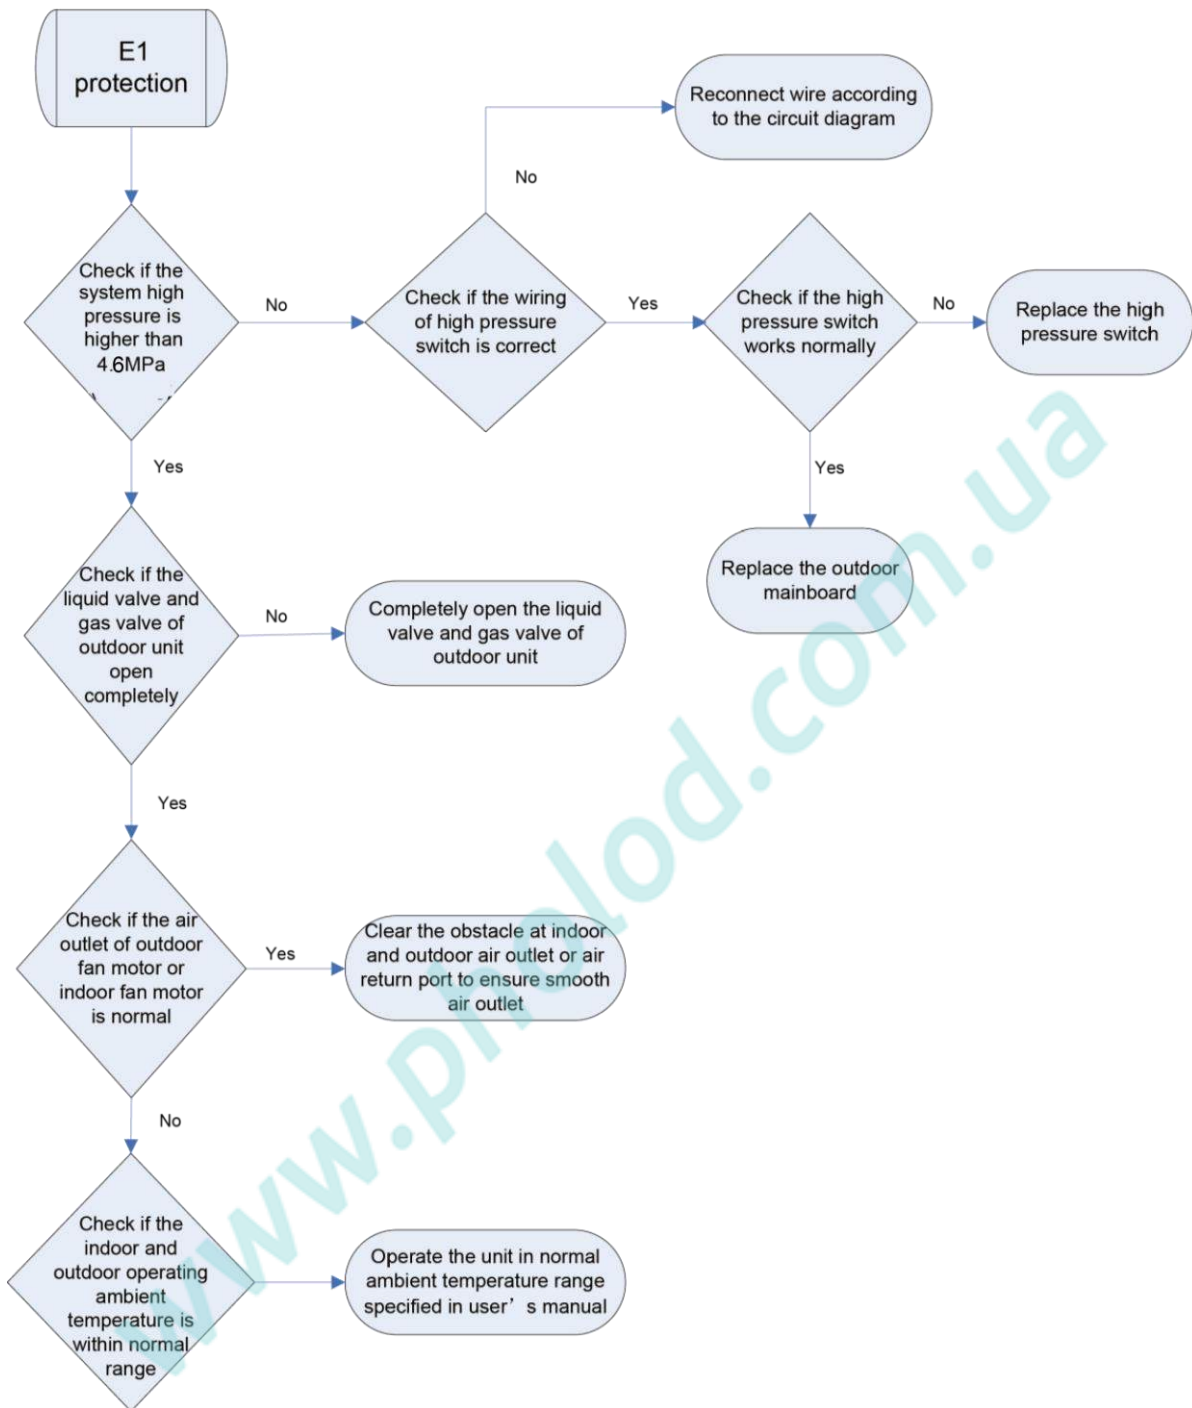 E1
protection
Reconnect wire according
to the circuit diagram
No
Check if the
system high
pressure is
higher than
4.6MPa
No
Check if the wiring
of high pressure
switch is correct
Yes
Check if the high
pressure switch
works normally
No
Replace the high
pressure switch
Yes
Yes
Replace the outdoor
mainboard
Check if the
liquid valve and
gas valve of
outdoor unit
open
completely
No
Completely open the liquid
valve and gas valve of
outdoor unit
Yes
Check if the air
outlet of outdoor
fan motor or
indoor fan motor
is normal
Yes
Clear the obstacle at indoor
and outdoor air outlet or air
return port to ensure smooth
air outlet
No
Check if the
indoor and
outdoor operating
ambient
temperature is
within normal
range
Operate the unit in normal
ambient temperature range
specified in user’ s manual
www.pholod.com.ua